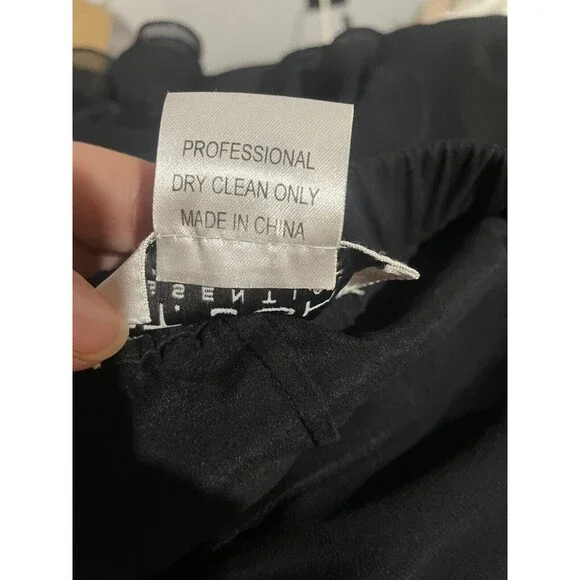 PROFESSIONAL
DRY CLEAN ONLY
MADE IN CHINA